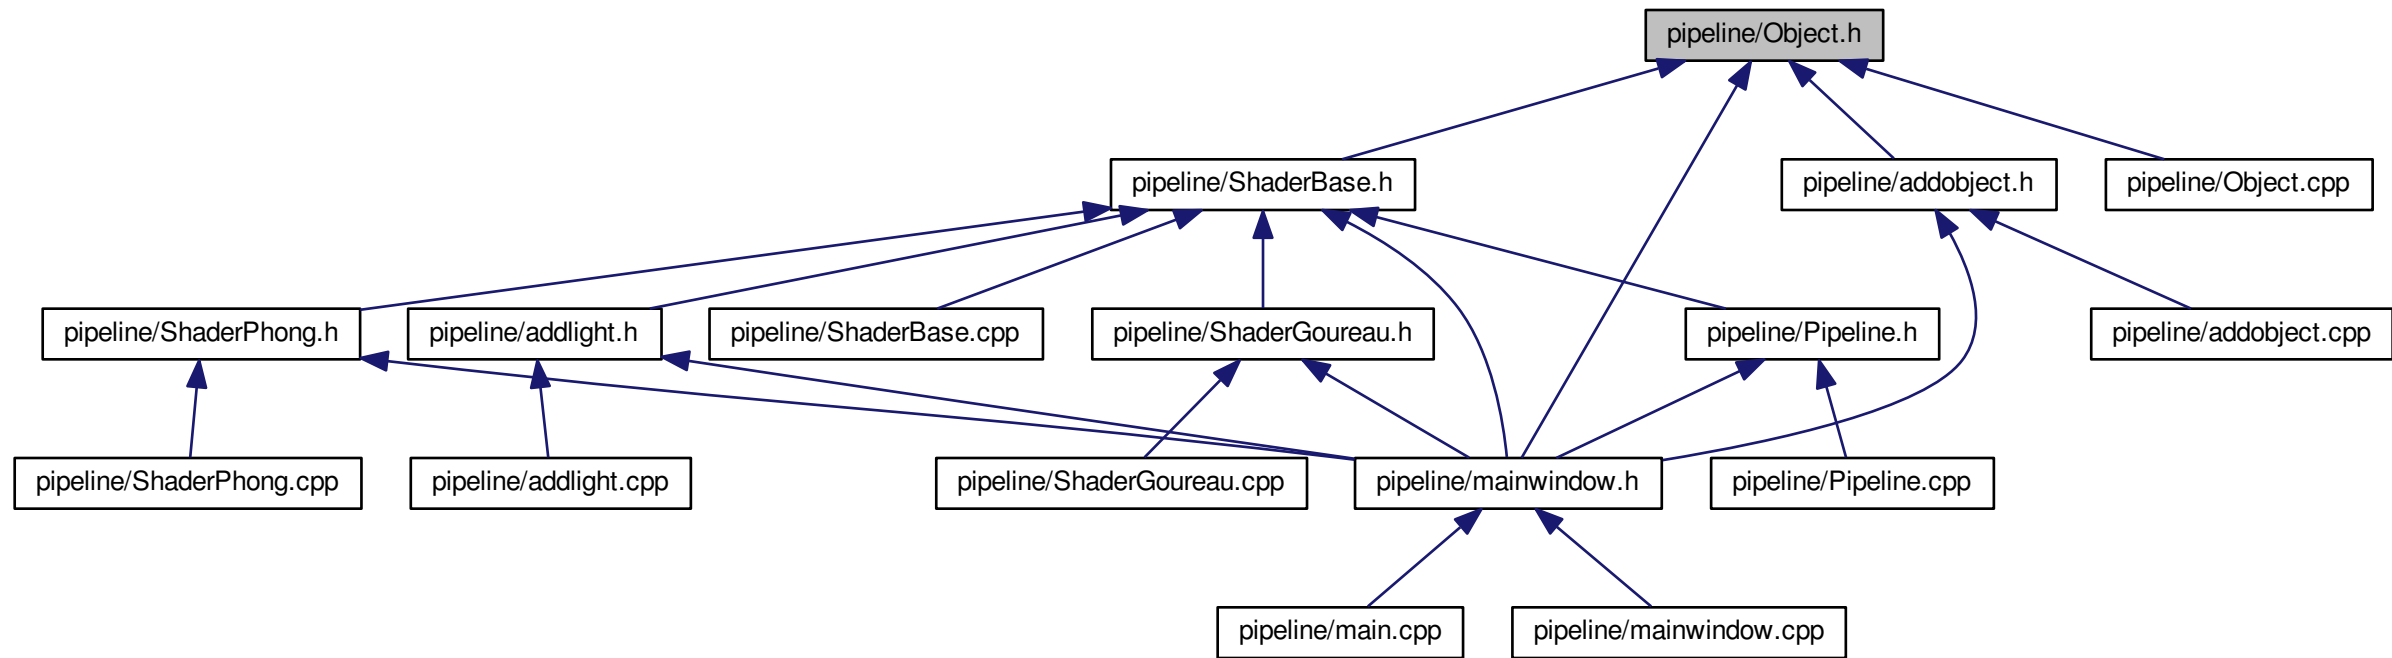 pipeline/Object.h
pipeline/ShaderBase.h
pipeline/addobject.h
pipeline/Object.cpp
pipeline/ShaderPhong.h
pipeline/addlight.h
pipeline/ShaderBase.cpp
pipeline/ShaderGoureau.h
pipeline/Pipeline.h
pipeline/addobject.cpp
pipeline/ShaderPhong.cpp
pipeline/addlight.cpp
pipeline/ShaderGoureau.cpp
pipeline/mainwindow.h
pipeline/Pipeline.cpp
pipeline/main.cpp
pipeline/mainwindow.cpp